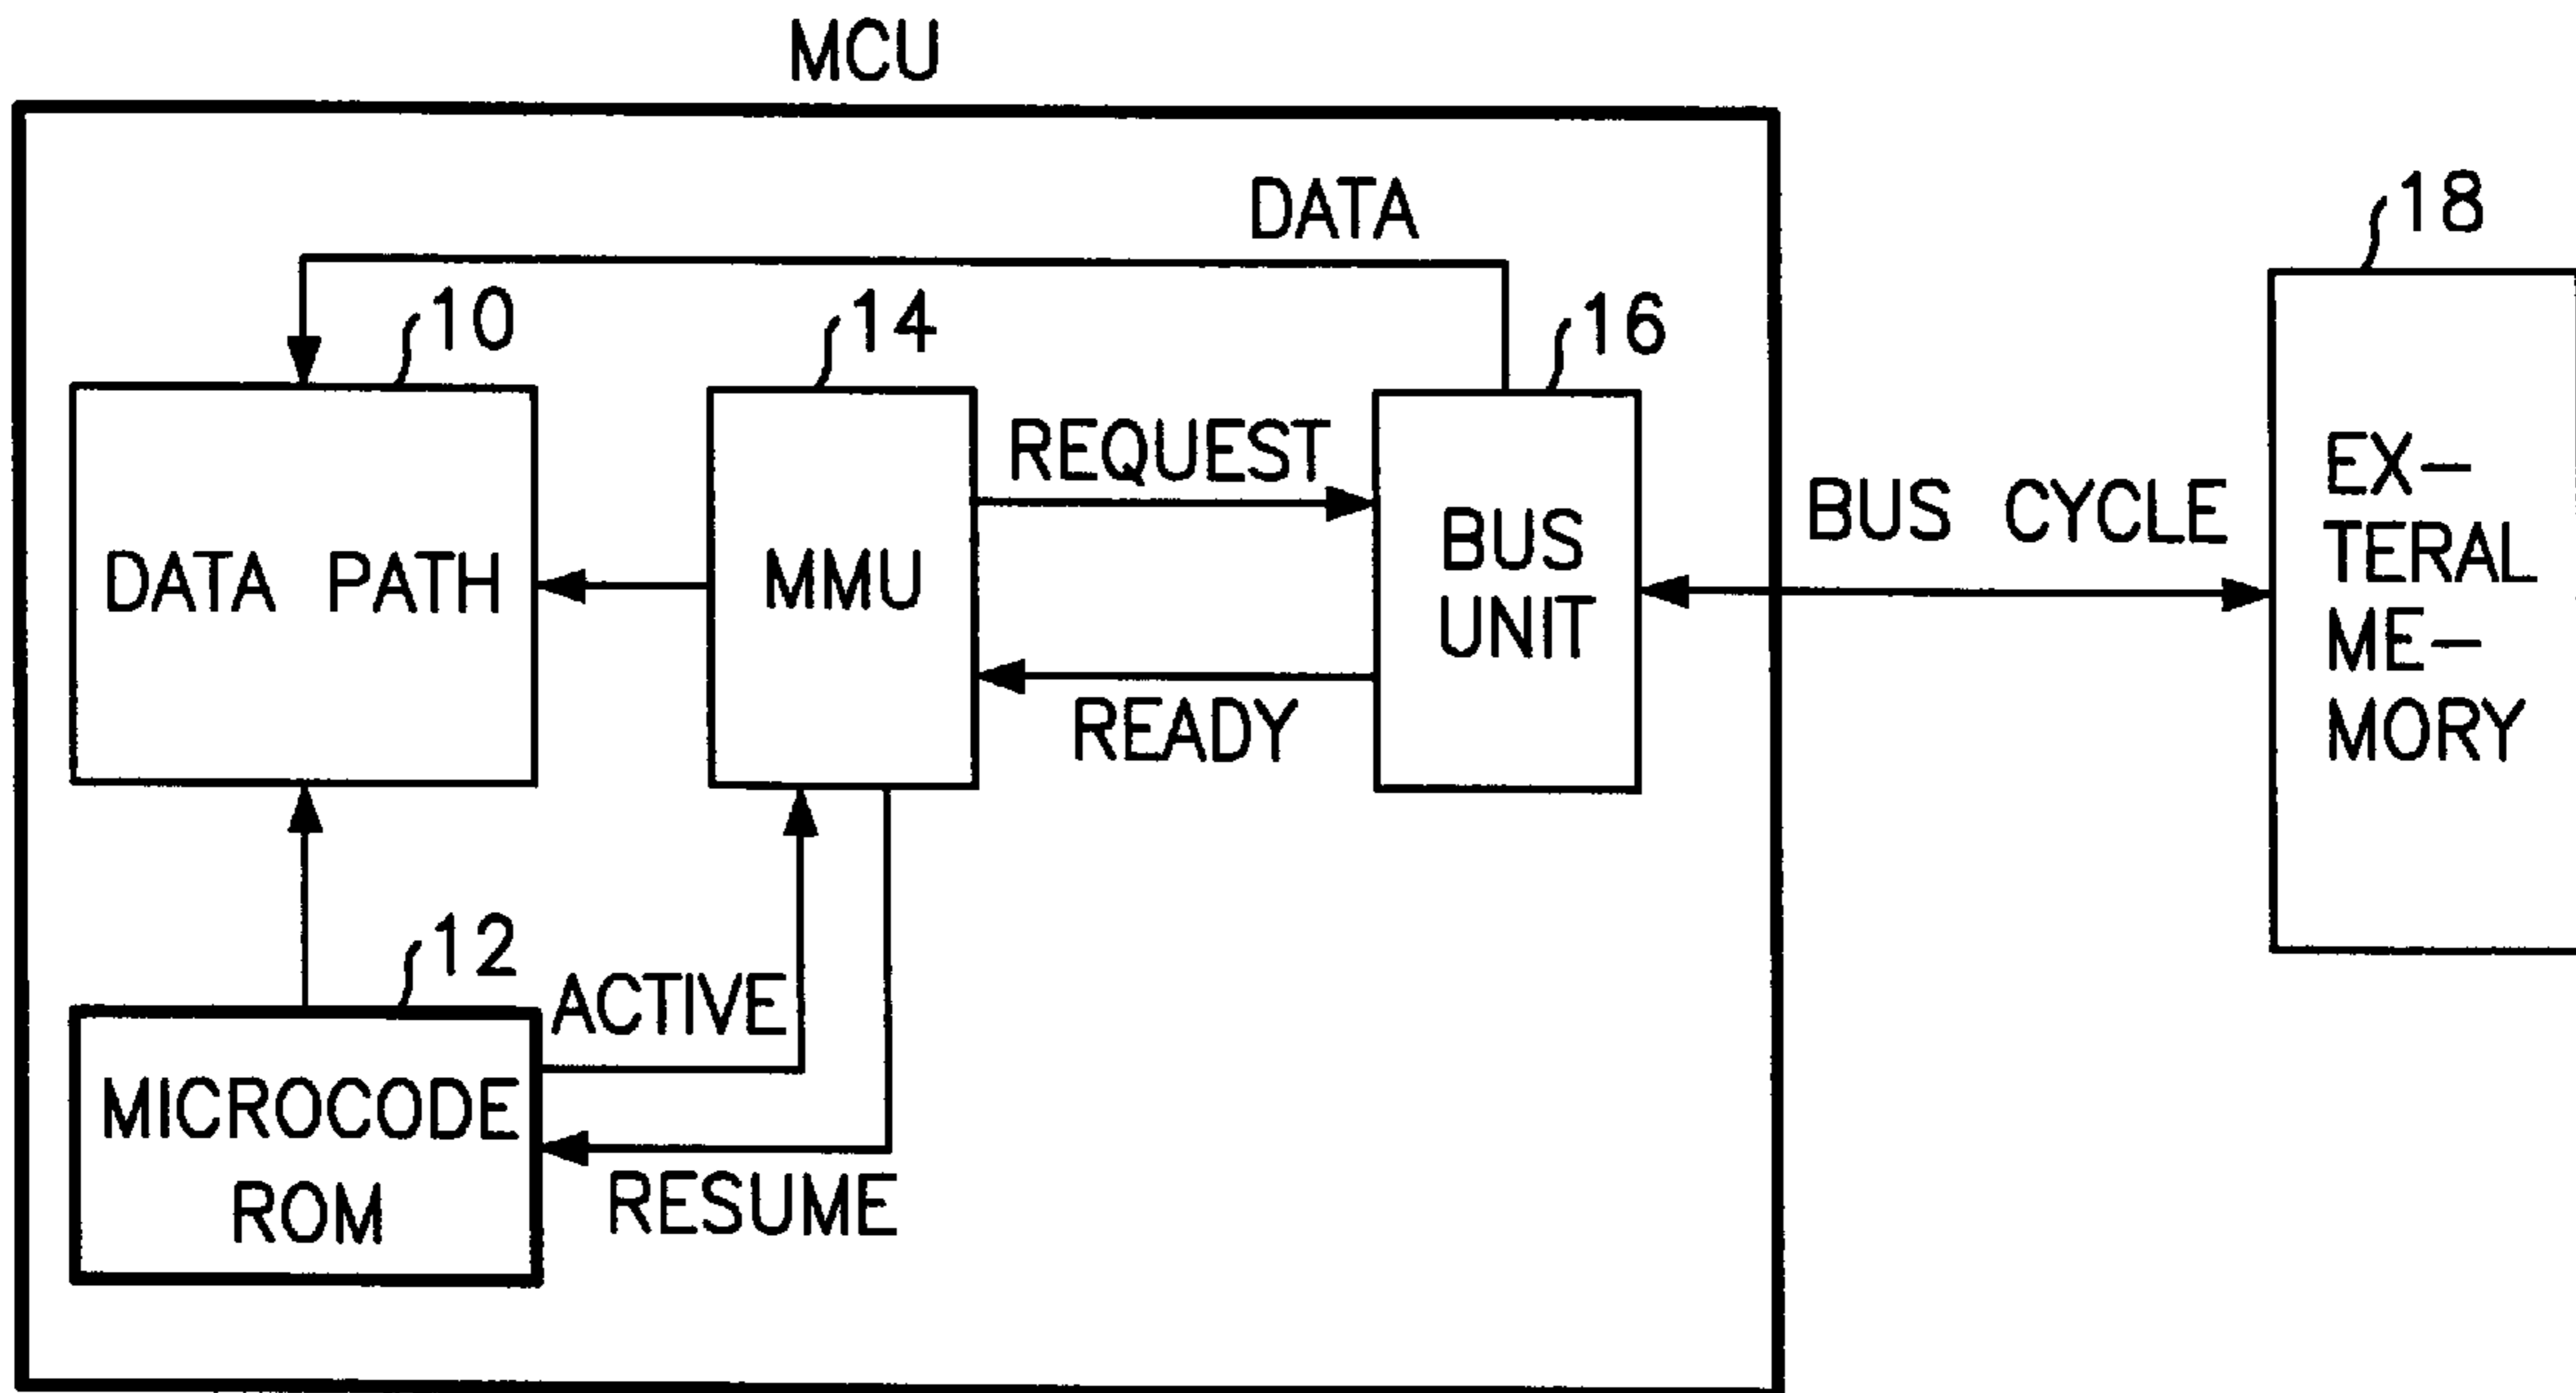 MCU
DATA
18
10
14
16
REQUEST
EX-
TERAL
ME-
MORY
BUS CYCLE
BUS
UNIT
DATA PATH
MMU
READY
12
ACTIVE
MICROCODE
ROM
RESUME